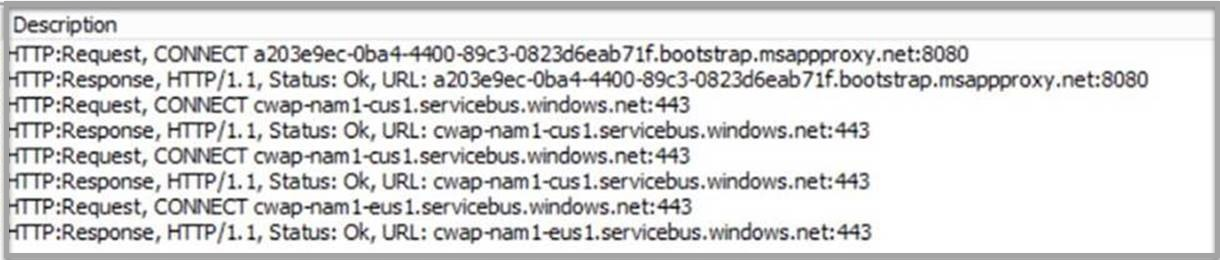 Description
HTTP:Request, CONNECT a203e9ec-0ba4-4400-89c3-0823d6eab71f.bootstrap.msappproxy.net:8080
HTTP:Response, HTTP/1.1, Status: Ok, URL: a203e9ec-0ba4-4400-89c3-0823d6eab71f.bootstrap.msappproxy.net:8080
HTTP:Request, CONNECT cwap-nam1-cus1.servicebus.windows.net:443
HTTP:Response, HTTP/1.1, Status: Ok, URL: cwap-nam1-cus1.servicebus.windows.net:443
HTTP:Request, CONNECT cwap-nam1-cus1.servicebus.windows.net:443
HTTP:Response, HTTP/1.1, Status: Ok, URL: cwap-nam1-cus1.servicebus.windows.net:443
HTTP:Request, CONNECT cwap-nam1-eus1.servicebus.windows.net:443
HTTP:Response, HTTP/1.1, Status: Ok, URL: cwap-nam1-eus1.servicebus.windows.net:443